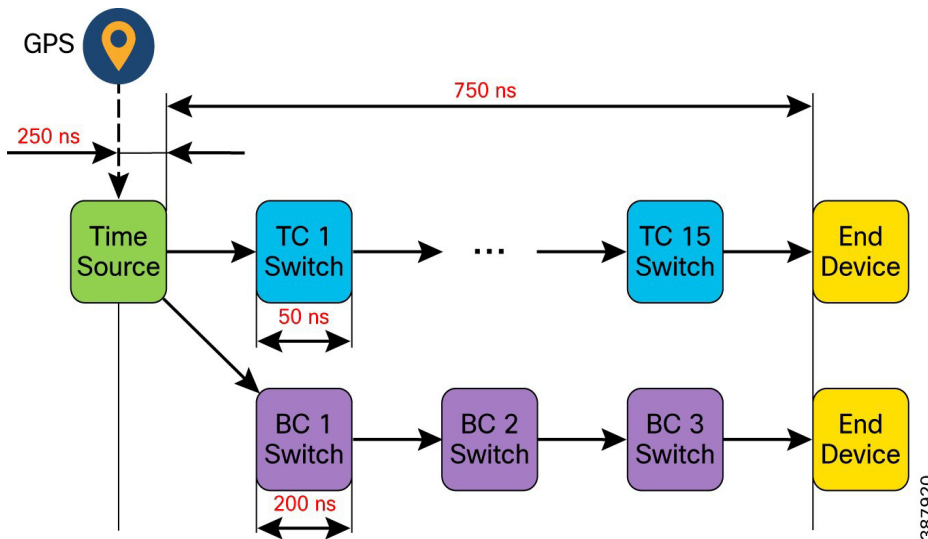 GPS
750 ns
250 ns
Time
Source
TC 1
Switch
...
TC 15
Switch
End
Device
50 ns
BC 1
Switch
BC 2
Switch
BC 3
Switch
End
Device
200 ns
387920